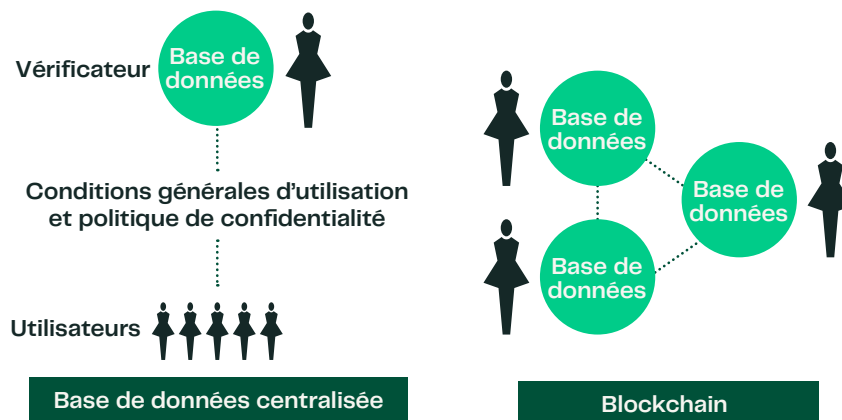 Vérificateur
Base de
données
Conditions générales d’utilisation
et politique de confidentialité
Utilisateurs
Base de données centralisée
Base de
données
Base de
données
Base de
données
Blockchain